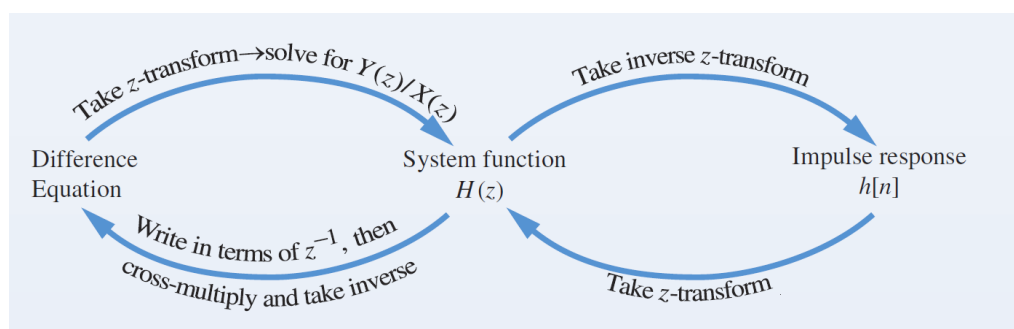 Take z-transform→solve for Y(z)/X(z)
Take inverse z-transform
Difference
Equation
System function
H(z)
Impulse response
h[n]
Write in terms of z⁻¹, then
cross-multiply and take inverse
Take z-transform